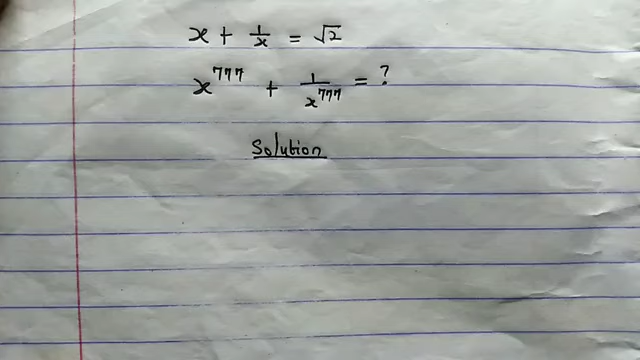 x + 1/x = √2
x^777 + 1/x^777 = ?
Solution